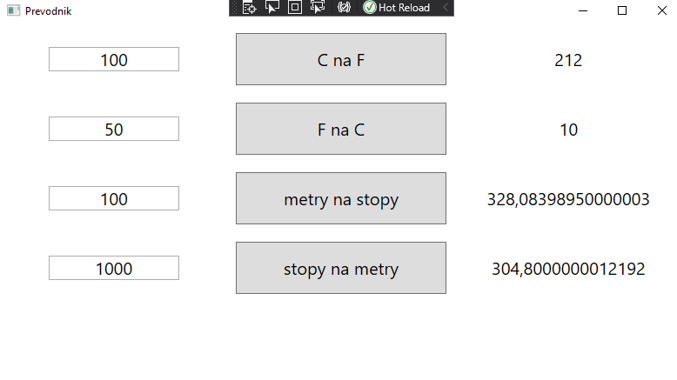 Prevodnik
Hot Reload
100 C na F 212
50 F na C 10
100 metry na stopy 328,08398950000003
1000 stopy na metry 304,8000000012192